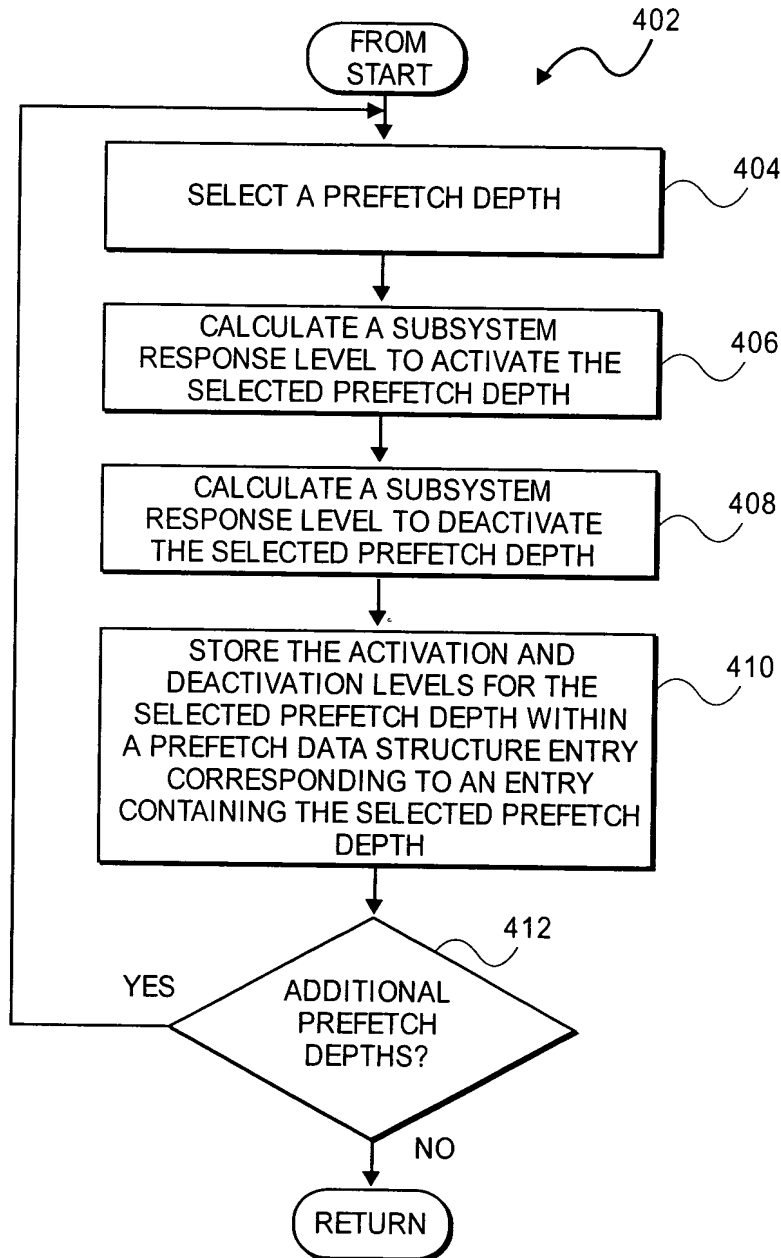 402
FROM
START
SELECT A PREFETCH DEPTH
404
CALCULATE A SUBSYSTEM
RESPONSE LEVEL TO ACTIVATE THE
SELECTED PREFETCH DEPTH
406
CALCULATE A SUBSYSTEM
RESPONSE LEVEL TO DEACTIVATE
THE SELECTED PREFETCH DEPTH
408
STORE THE ACTIVATION AND
DEACTIVATION LEVELS FOR THE
SELECTED PREFETCH DEPTH WITHIN
A PREFETCH DATA STRUCTURE ENTRY
CORRESPONDING TO AN ENTRY
CONTAINING THE SELECTED PREFETCH
DEPTH
410
412
YES
ADDITIONAL
PREFETCH
DEPTHS?
NO
RETURN